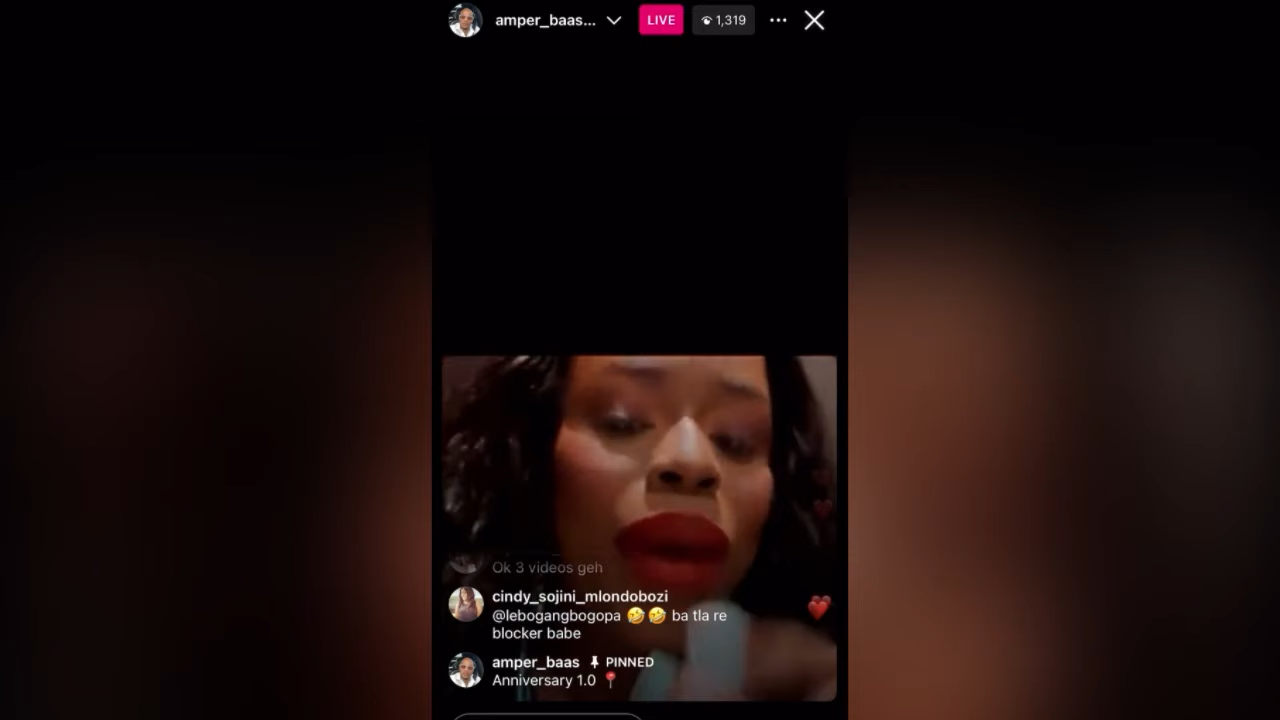 amper_baas...
LIVE
1,319
Ok 3 videos geh
cindy_sojini_mlondobozi
@lebogangbogopa 🤣🤣 ba tla re
blocker babe
amper_baas PINNED
Anniversary 1.0 📍